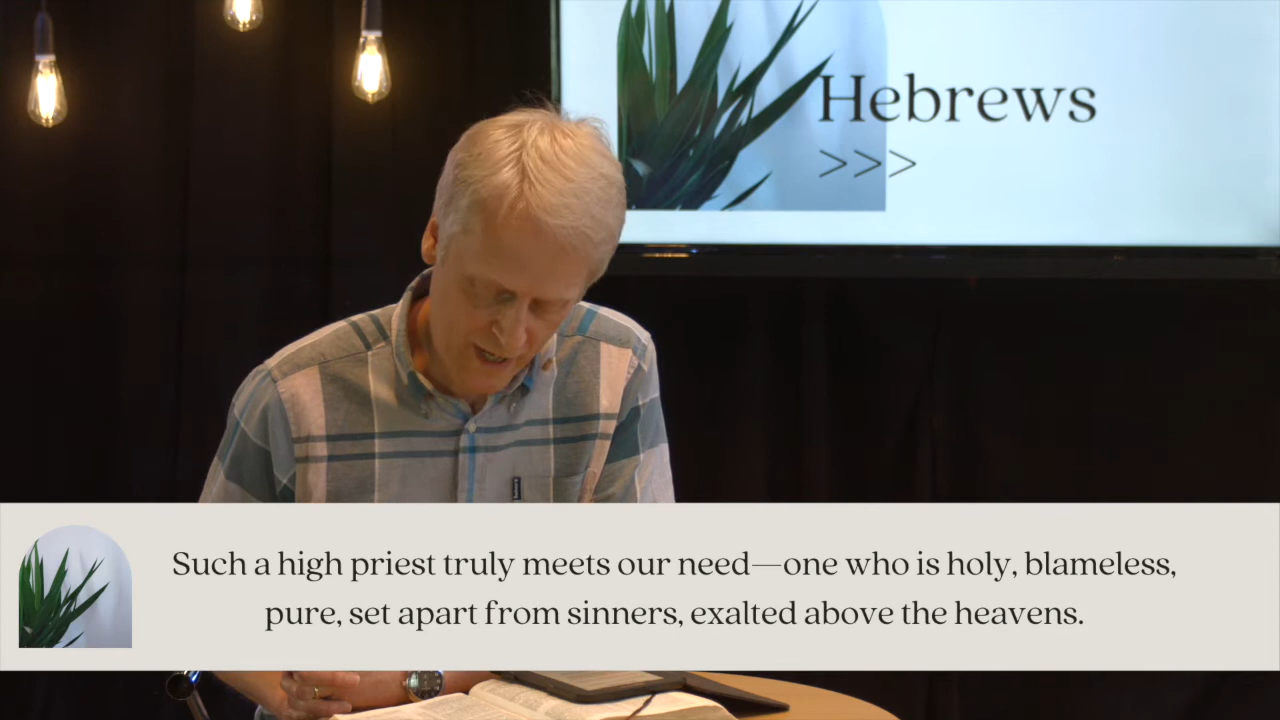 Hebrews
>>>
Such a high priest truly meets our need—one who is holy, blameless,
pure, set apart from sinners, exalted above the heavens.